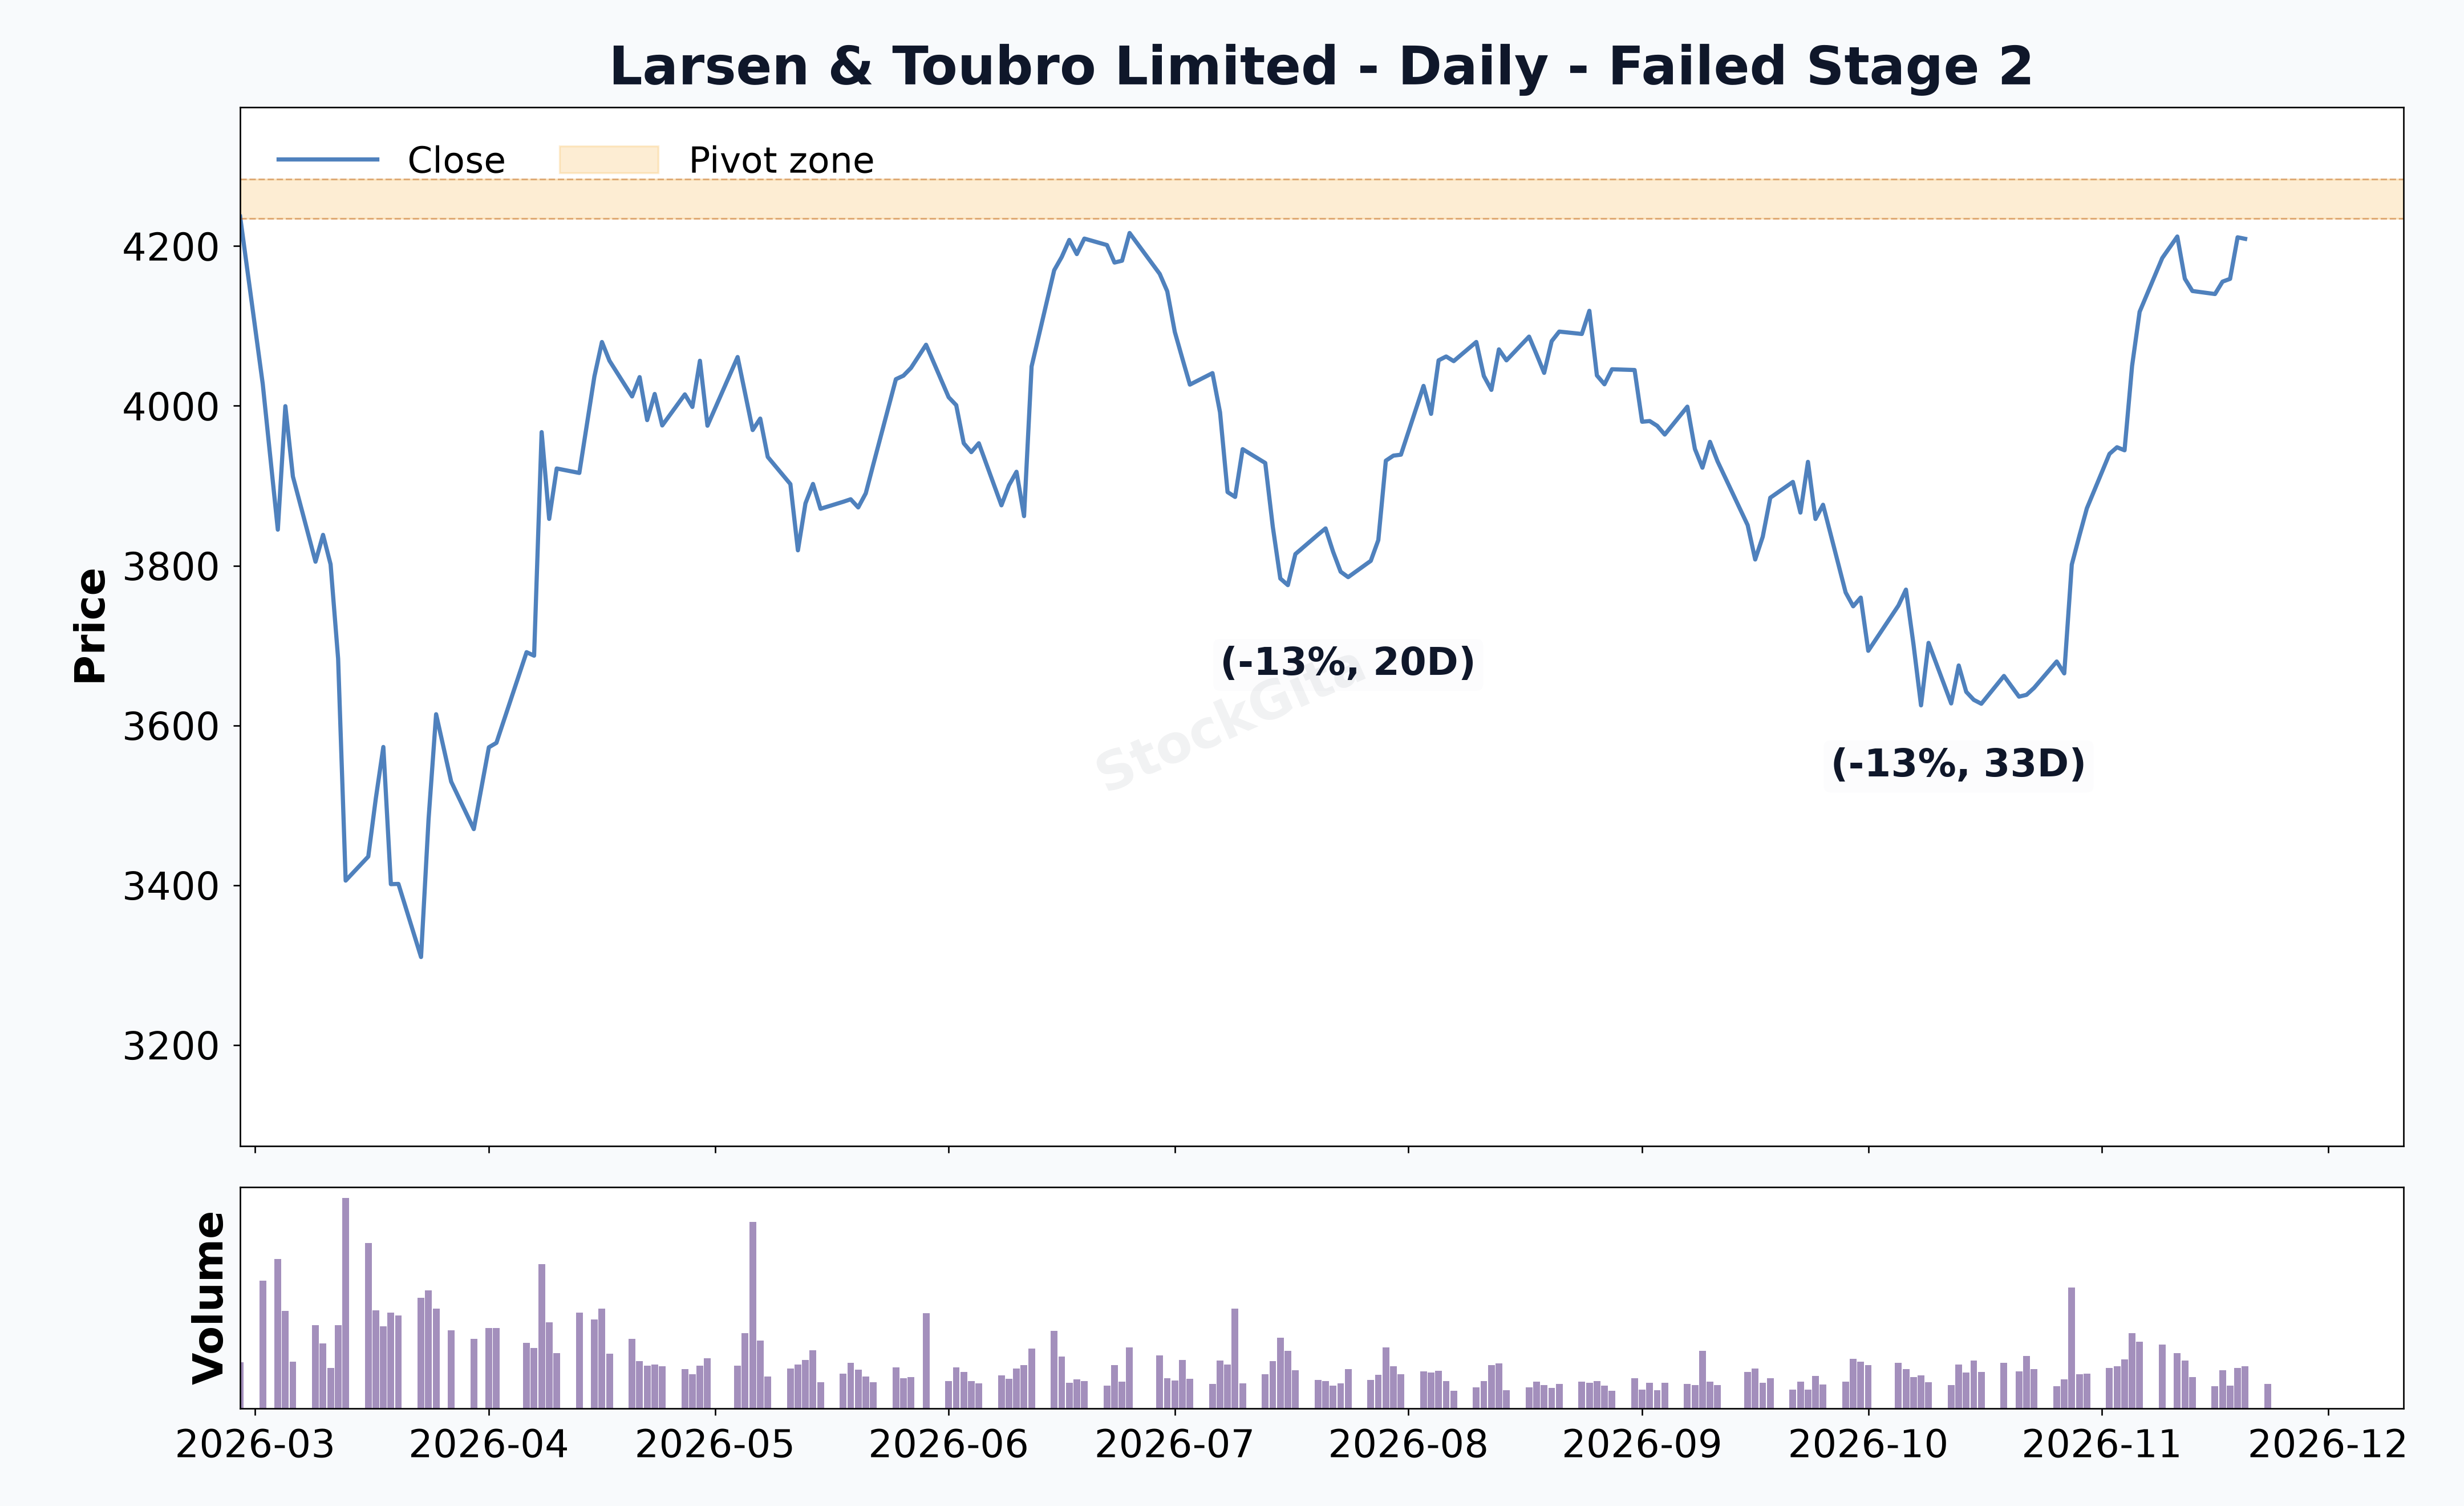 Larsen & Toubro Limited - Daily - Failed Stage 2
Close
Pivot zone
Price
4200
4000
3800
3600
3400
3200
(-13%, 20D)
(-13%, 33D)
StockGita
Volume
2026-03
2026-04
2026-05
2026-06
2026-07
2026-08
2026-09
2026-10
2026-11
2026-12